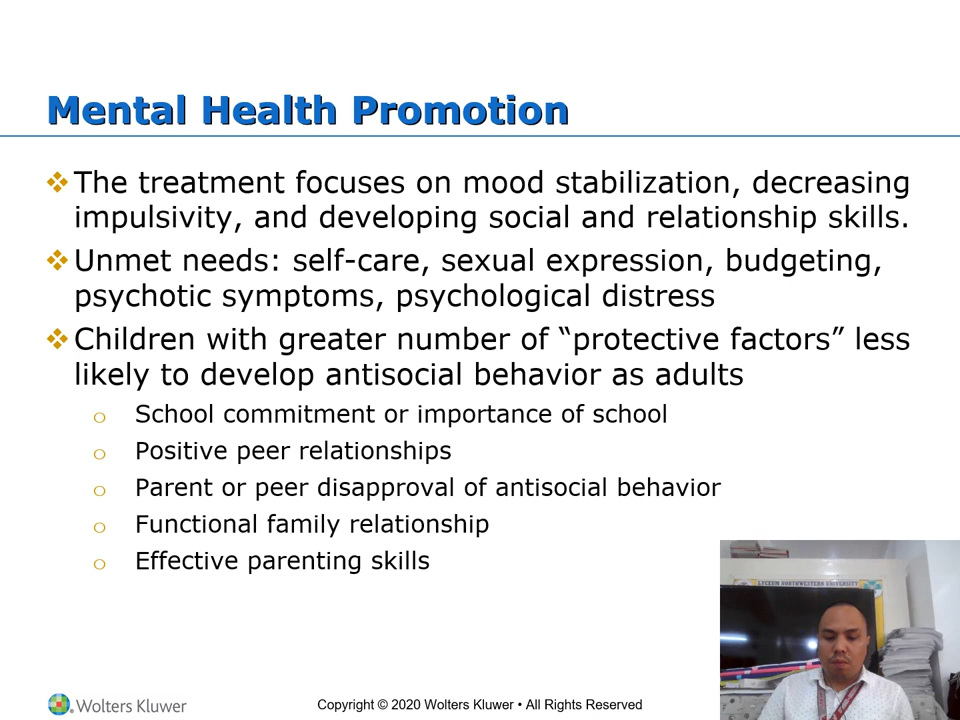 Mental Health Promotion
The treatment focuses on mood stabilization, decreasing
impulsivity, and developing social and relationship skills.
Unmet needs: self-care, sexual expression, budgeting,
psychotic symptoms, psychological distress
Children with greater number of “protective factors” less
likely to develop antisocial behavior as adults
School commitment or importance of school
Positive peer relationships
Parent or peer disapproval of antisocial behavior
Functional family relationship
Effective parenting skills
LYCEUM NORTHWESTERN UNIVERSITY
Wolters Kluwer
Copyright © 2020 Wolters Kluwer • All Rights Reserved